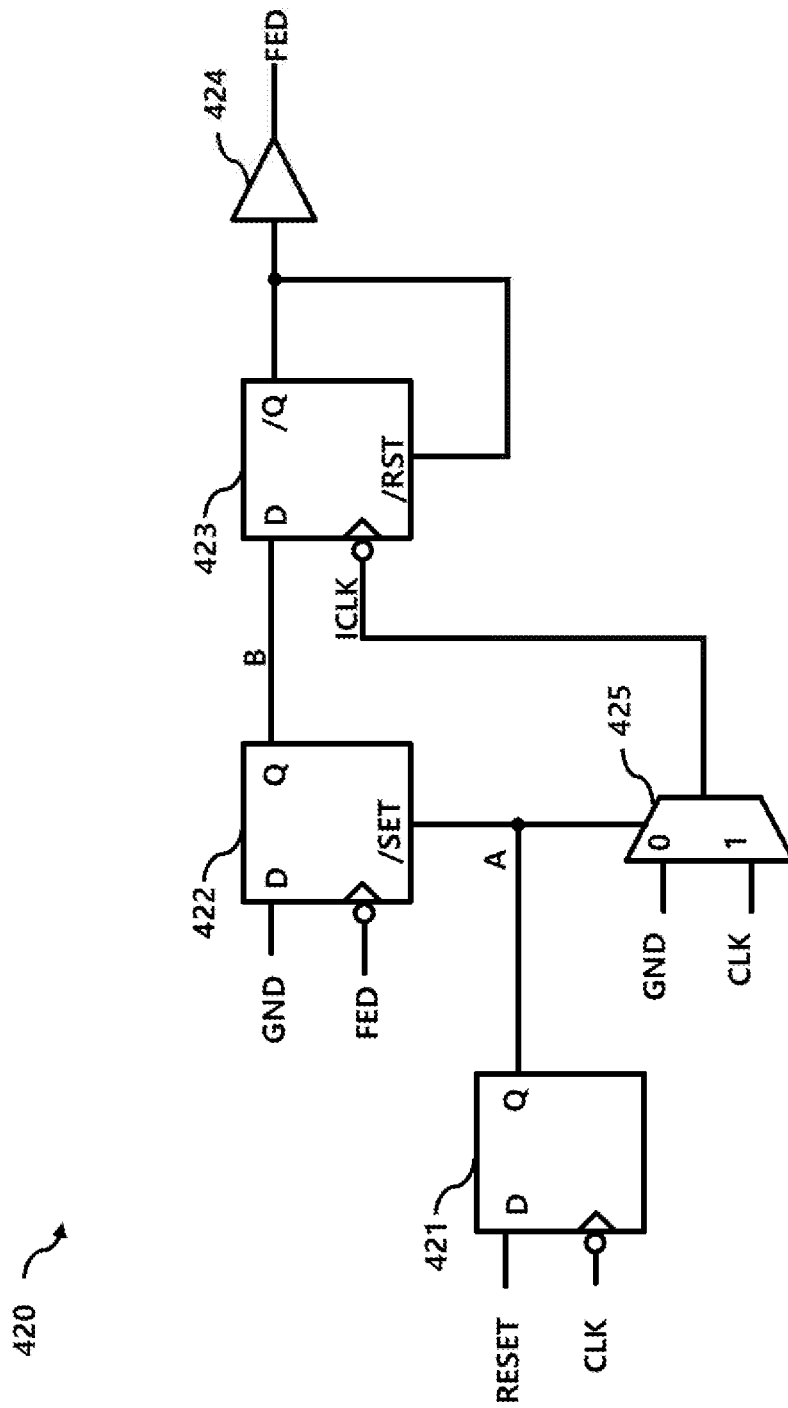 420
421
D
Q
RESET
CLK
422
D
Q
/SET
GND
FED
A
B
425
0
1
GND
CLK
423
D
/Q
/RST
ICLK
424
FED